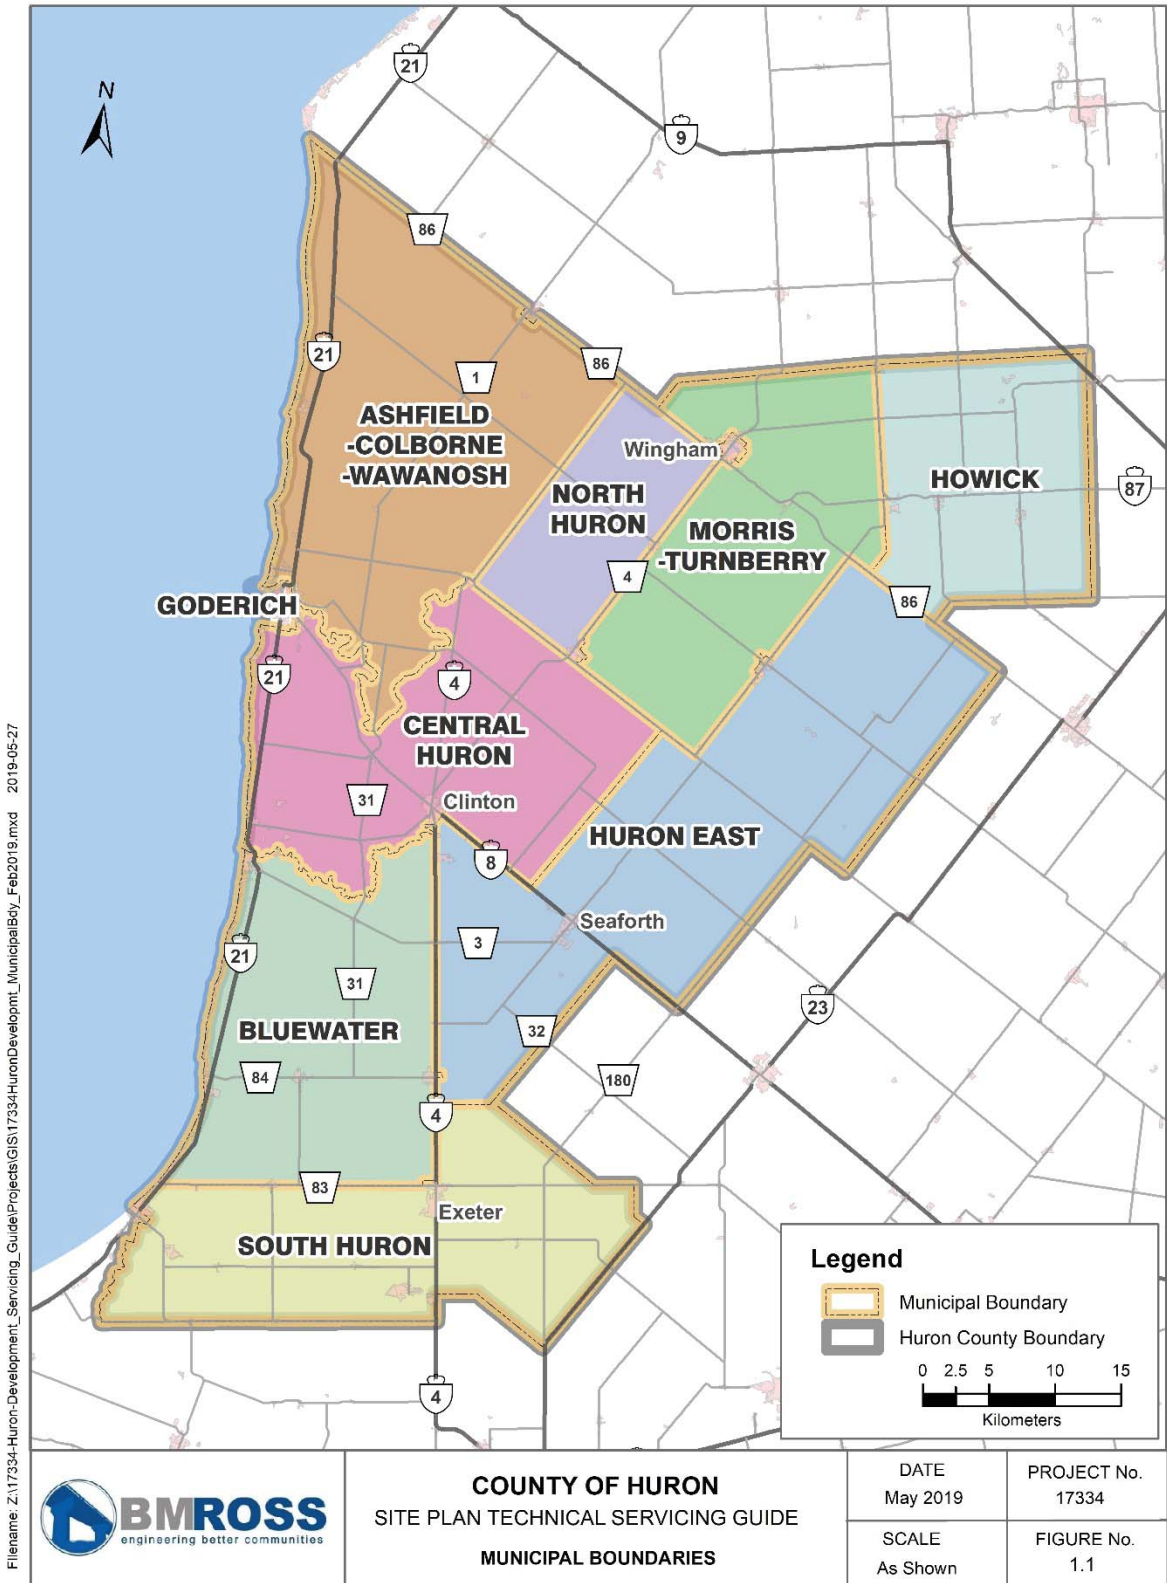 N
21
9
86
21
1
86
ASHFIELD
-COLBORNE
-WAWANOSH
Wingham
NORTH
HURON
HOWICK
87
MORRIS
-TURNBERRY
4
86
GODERICH
21
4
CENTRAL
HURON
31
Clinton
HURON EAST
8
Seaforth
3
21
31
23
BLUEWATER
32
84
180
4
83
Exeter
SOUTH HURON
4
Legend
Municipal Boundary
Huron County Boundary
0 2.5 5 10 15
Kilometers
Filename: Z:\17334-Huron-Development_Servicing_Guide\Projects\GIS\17334HuronDevelopmt_MunicipalBdy_Feb2019.mxd 2019-05-27
BMROSS
engineering better communities
COUNTY OF HURON
SITE PLAN TECHNICAL SERVICING GUIDE
MUNICIPAL BOUNDARIES
DATE
May 2019
PROJECT No.
17334
SCALE
As Shown
FIGURE No.
1.1